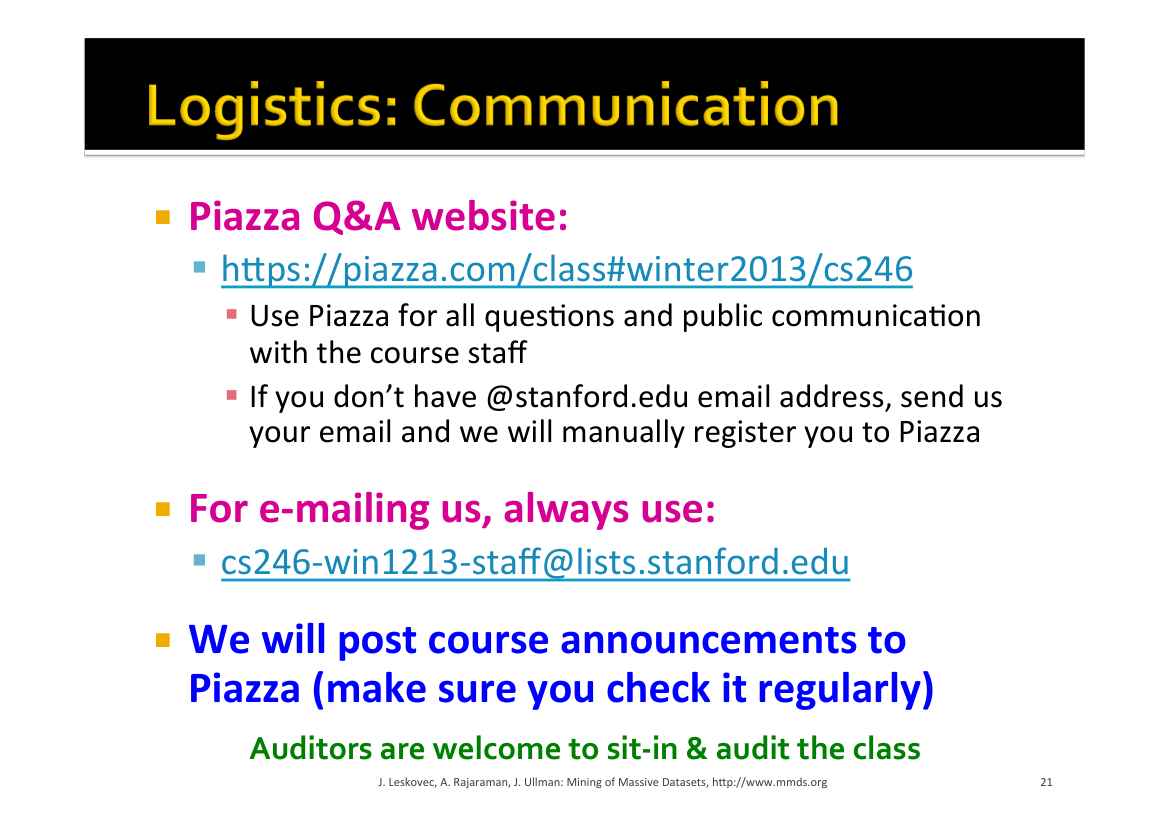 Logistics: Communication
Piazza Q&A website:
https://piazza.com/class#winter2013/cs246
Use Piazza for all questions and public communication
with the course staff
If you don’t have @stanford.edu email address, send us
your email and we will manually register you to Piazza
For e-mailing us, always use:
cs246-win1213-staff@lists.stanford.edu
We will post course announcements to
Piazza (make sure you check it regularly)
Auditors are welcome to sit-in & audit the class
J. Leskovec, A. Rajaraman, J. Ullman: Mining of Massive Datasets, http://www.mmds.org
21